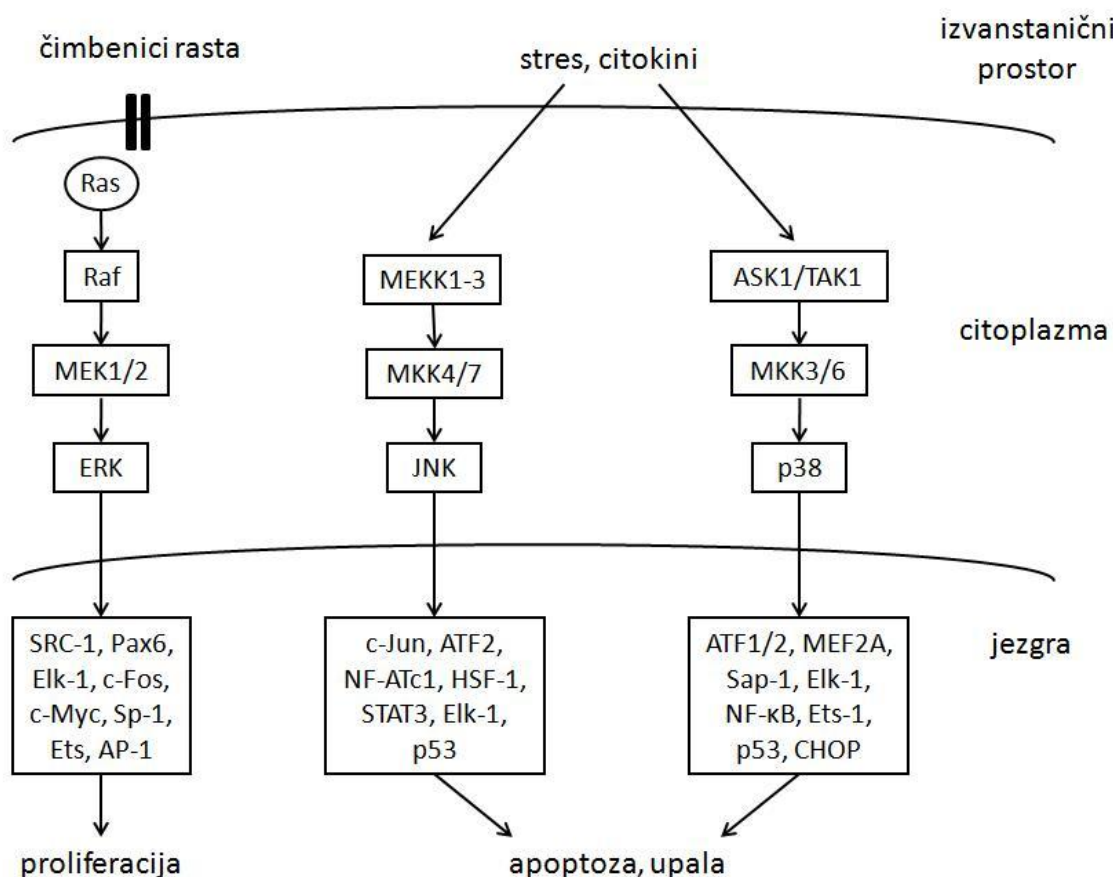 čimbenici rasta
stres, citokini
izvanstanični
prostor
Ras
Raf
MEKK1-3
ASK1/TAK1
citoplazma
MEK1/2
MKK4/7
MKK3/6
ERK
JNK
p38
jezgra
SRC-1, Pax6,
Elk-1, c-Fos,
c-Myc, Sp-1,
Ets, AP-1
c-Jun, ATF2,
NF-ATc1, HSF-1,
STAT3, Elk-1,
p53
ATF1/2, MEF2A,
Sap-1, Elk-1,
NF-κB, Ets-1,
p53, CHOP
proliferacija
apoptoza, upala